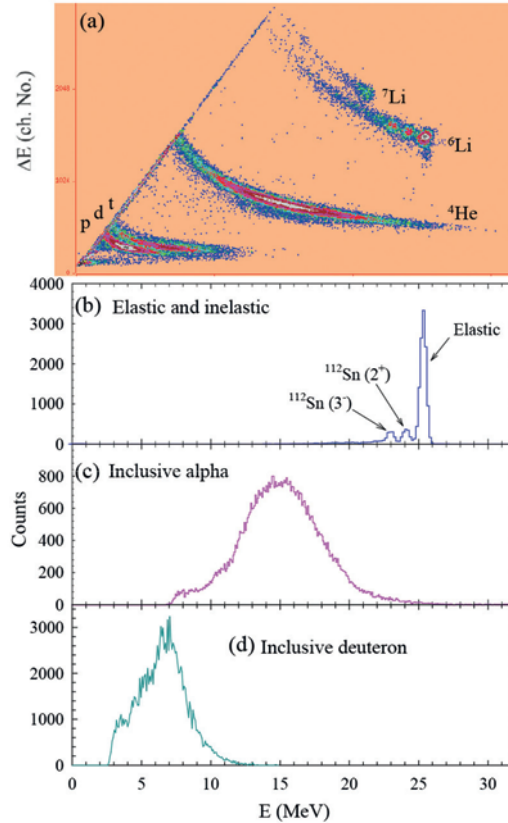 (a)
ΔE (ch. No.)
2048
1024
0
⁷Li
⁶Li
⁴He
p d t
(b) Elastic and inelastic
4000
3000
2000
1000
0
Elastic
¹¹²Sn (2⁺)
¹¹²Sn (3⁻)
(c) Inclusive alpha
Counts
800
600
400
200
0
(d) Inclusive deuteron
3000
2000
1000
0
0 5 10 15 20 25 30
E (MeV)